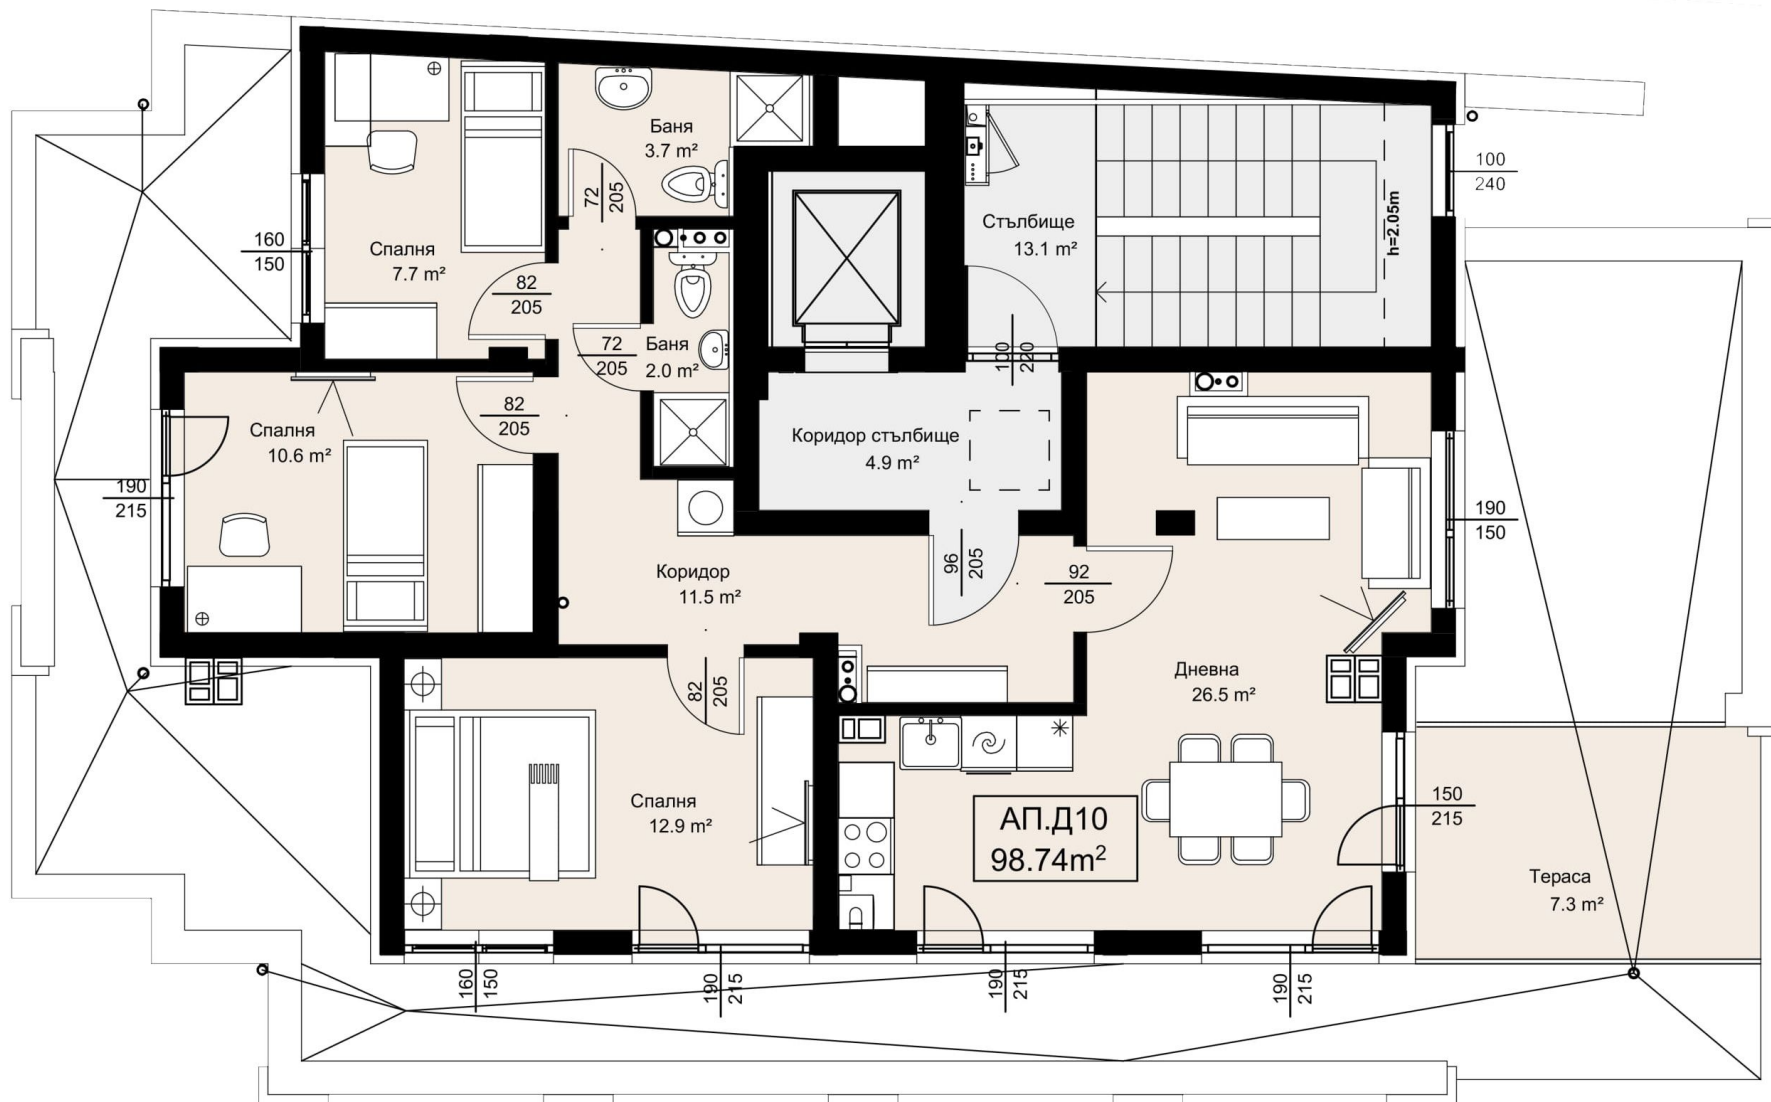 Баня
3.7 m²
72
205
Стълбище
13.1 m²
h=2.05m
100
240
160
150
Спалня
7.7 m²
82
205
72
205
Баня
2.0 m²
100
220
82
205
Спалня
10.6 m²
190
215
Коридор стълбище
4.9 m²
190
150
Коридор
11.5 m²
96
205
92
205
82
205
Дневна
26.5 m²
Спалня
12.9 m²
АП.Д10
98.74m²
150
215
Тераса
7.3 m²
160
150
190
215
190
215
190
215